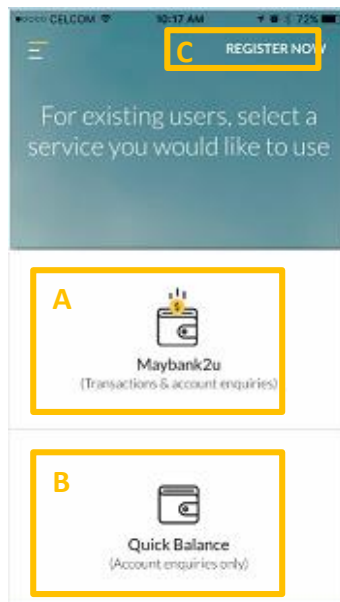 CELCOM 10:17 AM 72%
C REGISTER NOW
For existing users, select a
service you would like to use
A
Maybank2u
(Transactions & account enquiries)
B
Quick Balance
(Account enquiries only)